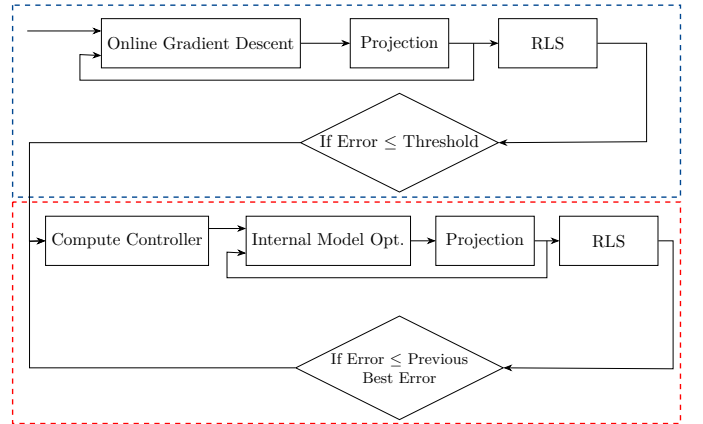 Online Gradient Descent
Projection
RLS
If Error ≤ Threshold
Compute Controller
Internal Model Opt.
Projection
RLS
If Error ≤ Previous
Best Error